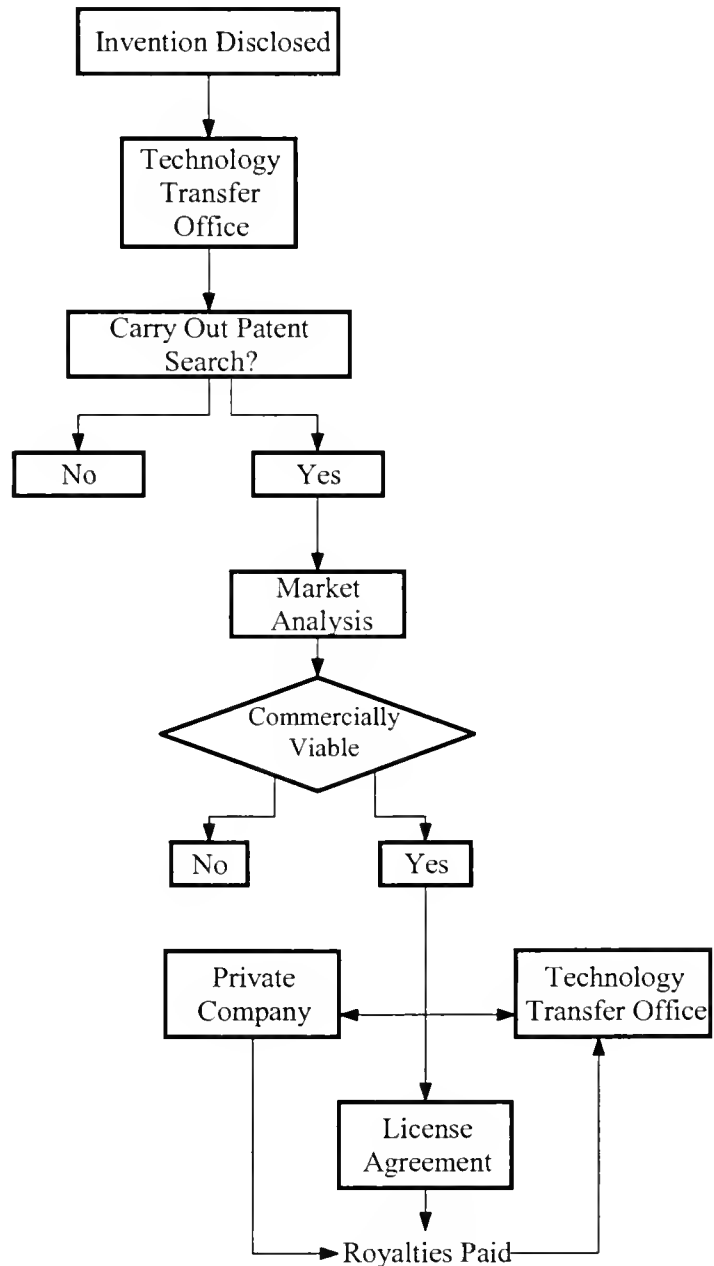 Invention Disclosed
Technology
Transfer
Office
Carry Out Patent
Search?
No
Yes
Market
Analysis
Commercially
Viable
No
Yes
Private
Company
Technology
Transfer Office
License
Agreement
Royalties Paid